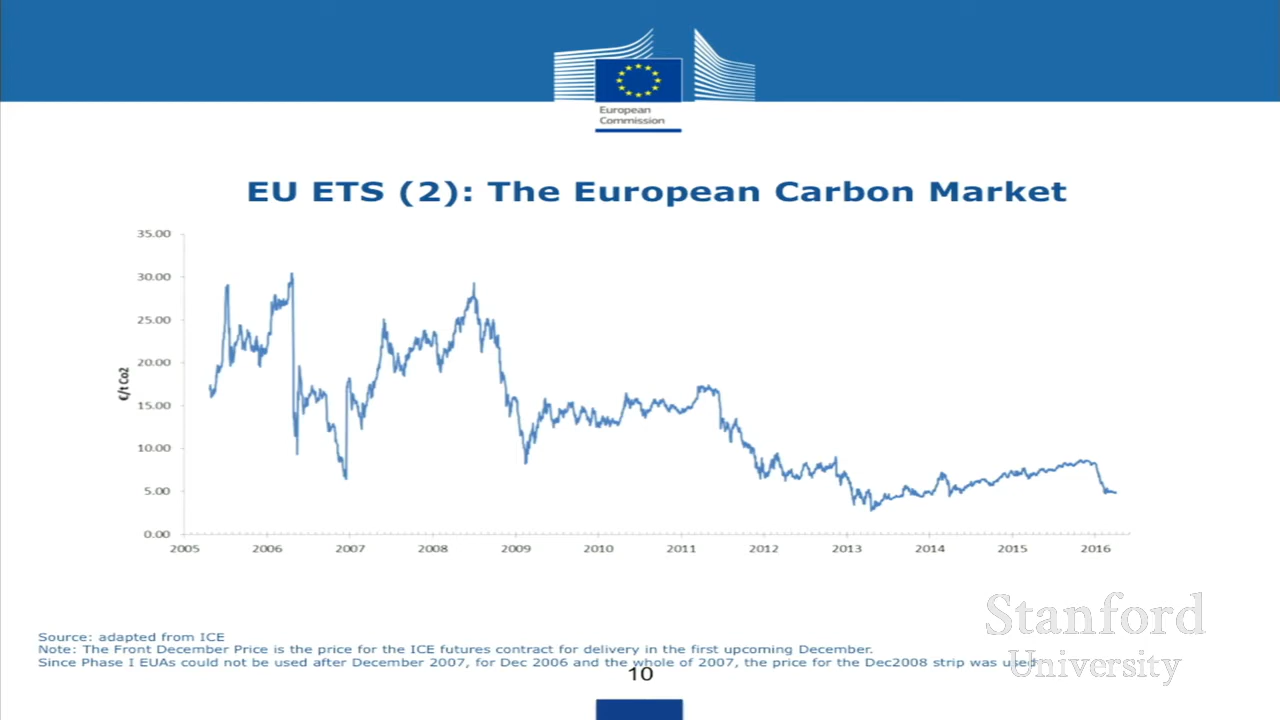 European
Commission
EU ETS (2): The European Carbon Market
35.00
30.00
25.00
20.00
15.00
10.00
5.00
0.00
€/t Co2
2005 2006 2007 2008 2009 2010 2011 2012 2013 2014 2015 2016
Source: adapted from ICE
Note: The Front December Price is the price for the ICE futures contract for delivery in the first upcoming December.
Since Phase I EUAs could not be used after December 2007, for Dec 2006 and the whole of 2007, the price for the Dec2008 strip was used
10
Stanford
University